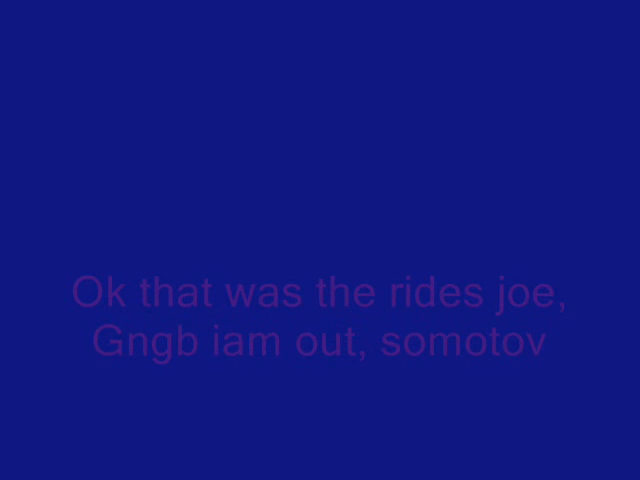 Ok that was the rides joe,
Gngb iam out, somotov